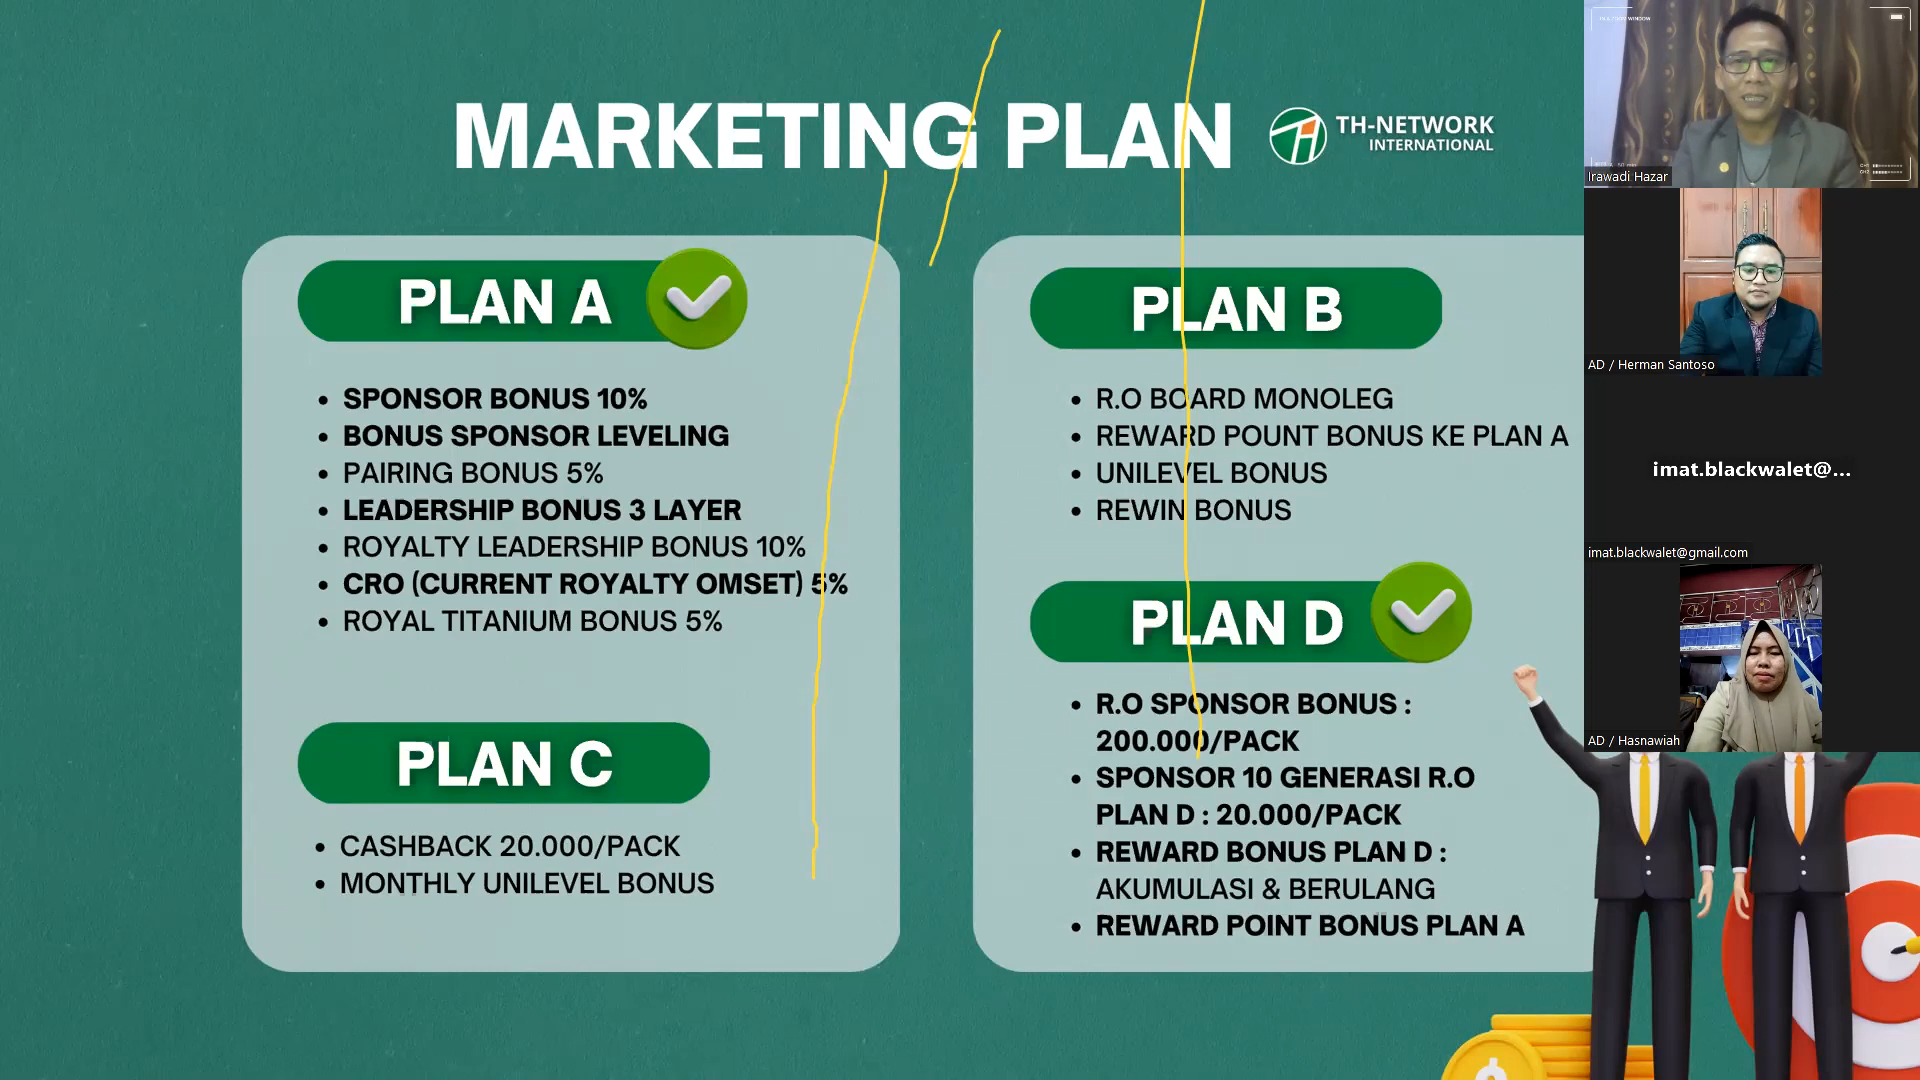 MARKETING PLAN
TH-NETWORK
INTERNATIONAL
PLAN A
SPONSOR BONUS 10%
BONUS SPONSOR LEVELING
PAIRING BONUS 5%
LEADERSHIP BONUS 3 LAYER
ROYALTY LEADERSHIP BONUS 10%
CRO (CURRENT ROYALTY OMSET) 5%
ROYAL TITANIUM BONUS 5%
PLAN C
CASHBACK 20.000/PACK
MONTHLY UNILEVEL BONUS
PLAN B
R.O BOARD MONOLEG
REWARD POUNT BONUS KE PLAN A
UNILEVEL BONUS
REWIN BONUS
PLAN D
R.O SPONSOR BONUS :
200.000/PACK
SPONSOR 10 GENERASI R.O
PLAN D : 20.000/PACK
REWARD BONUS PLAN D :
AKUMULASI & BERULANG
REWARD POINT BONUS PLAN A
Irawadi Hazar
AD / Herman Santoso
imat.blackwalet@...
imat.blackwalet@gmail.com
AD / Hasnawiah